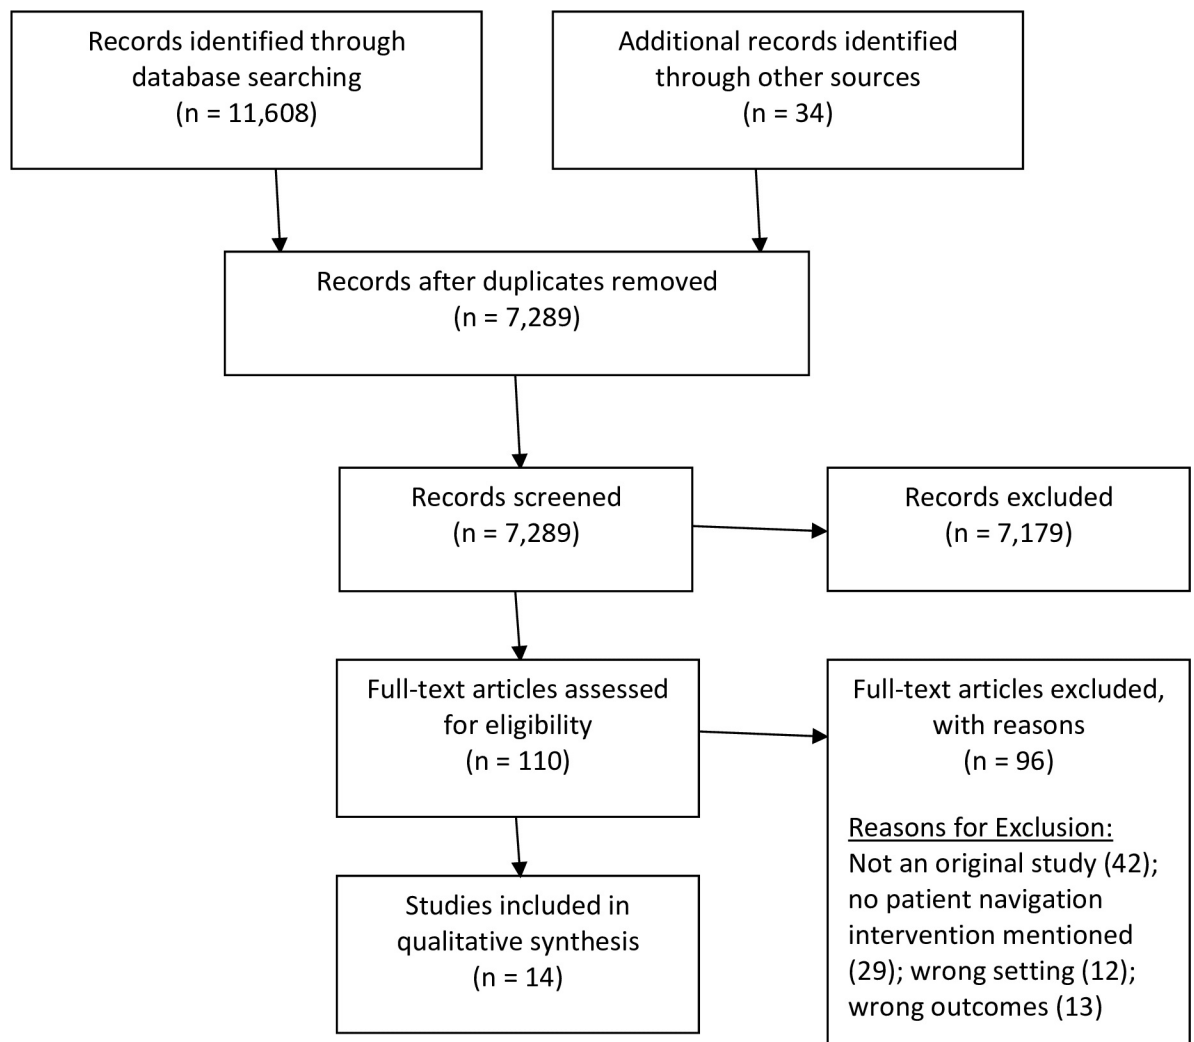 Records identified through
database searching
(n = 11,608)
Additional records identified
through other sources
(n = 34)
Records after duplicates removed
(n = 7,289)
Records screened
(n = 7,289)
Records excluded
(n = 7,179)
Full-text articles assessed
for eligibility
(n = 110)
Full-text articles excluded,
with reasons
(n = 96)
Reasons for Exclusion:
Not an original study (42);
no patient navigation
intervention mentioned
(29); wrong setting (12);
wrong outcomes (13)
Studies included in
qualitative synthesis
(n = 14)